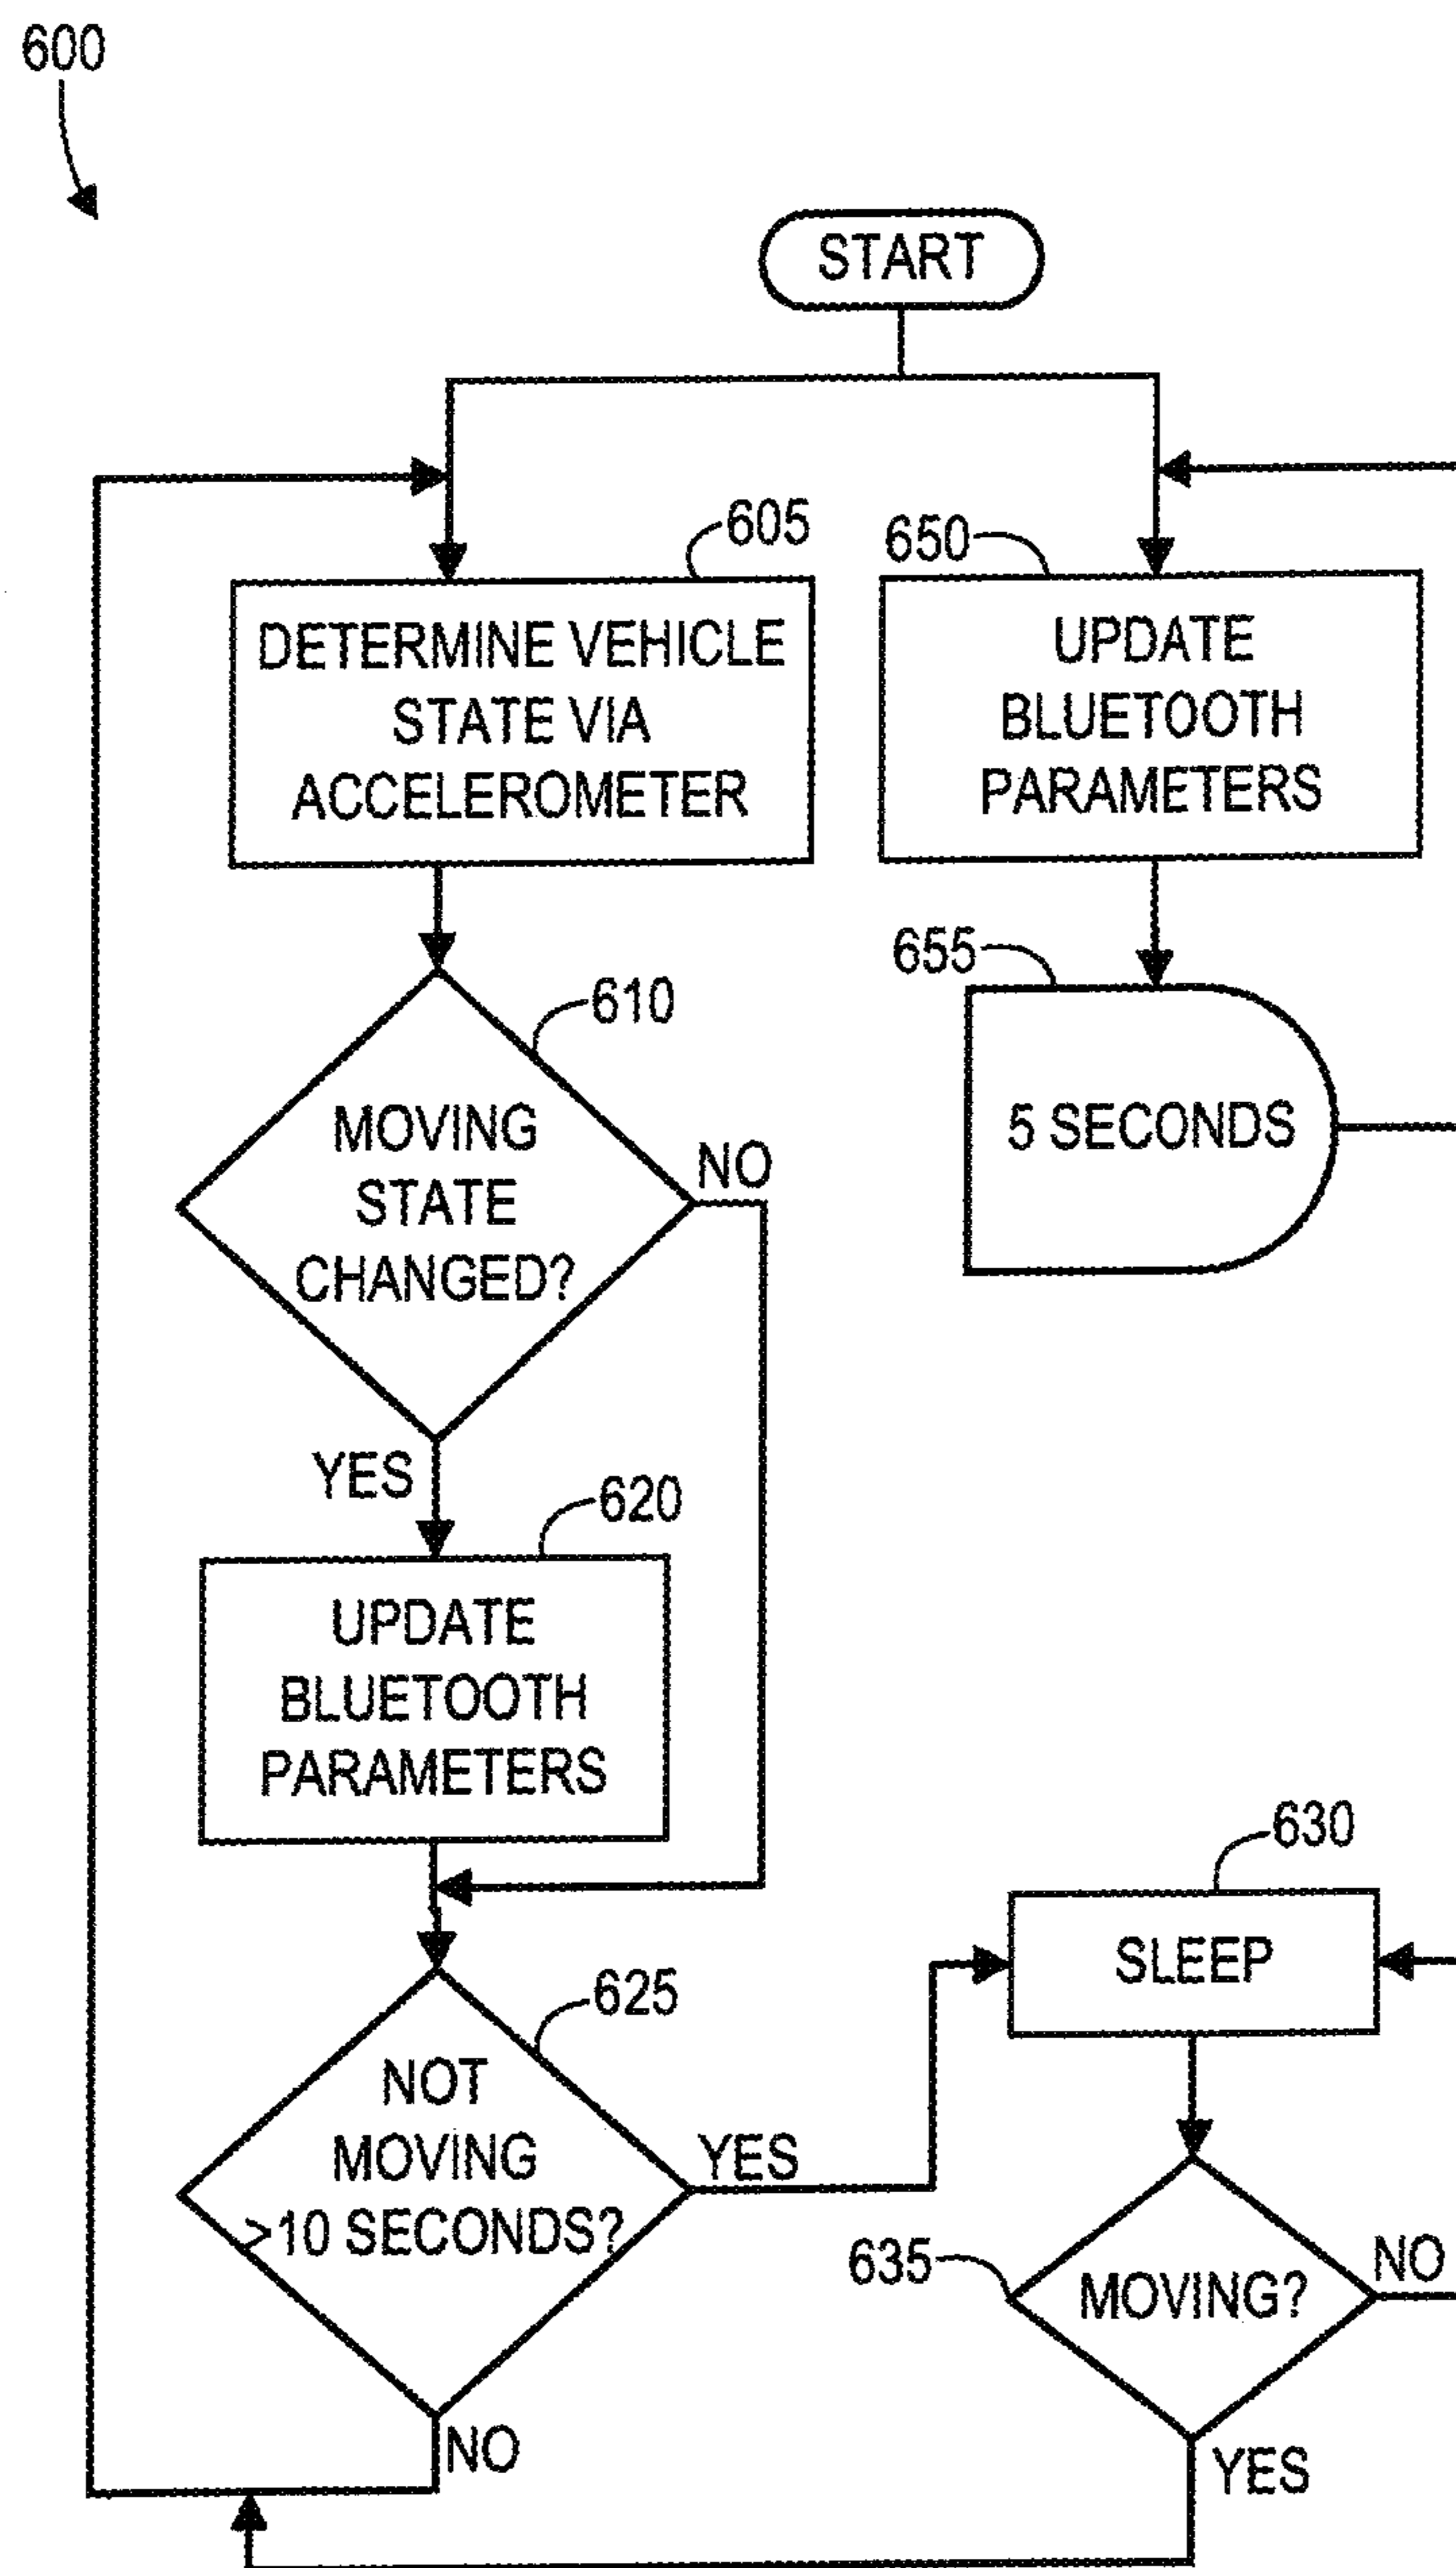 600
START
605
DETERMINE VEHICLE
STATE VIA
ACCELEROMETER
650
UPDATE
BLUETOOTH
PARAMETERS
655
5 SECONDS
610
MOVING
STATE
CHANGED?
NO
YES
620
UPDATE
BLUETOOTH
PARAMETERS
625
NOT
MOVING
>10 SECONDS?
YES
NO
630
SLEEP
635
MOVING?
NO
YES